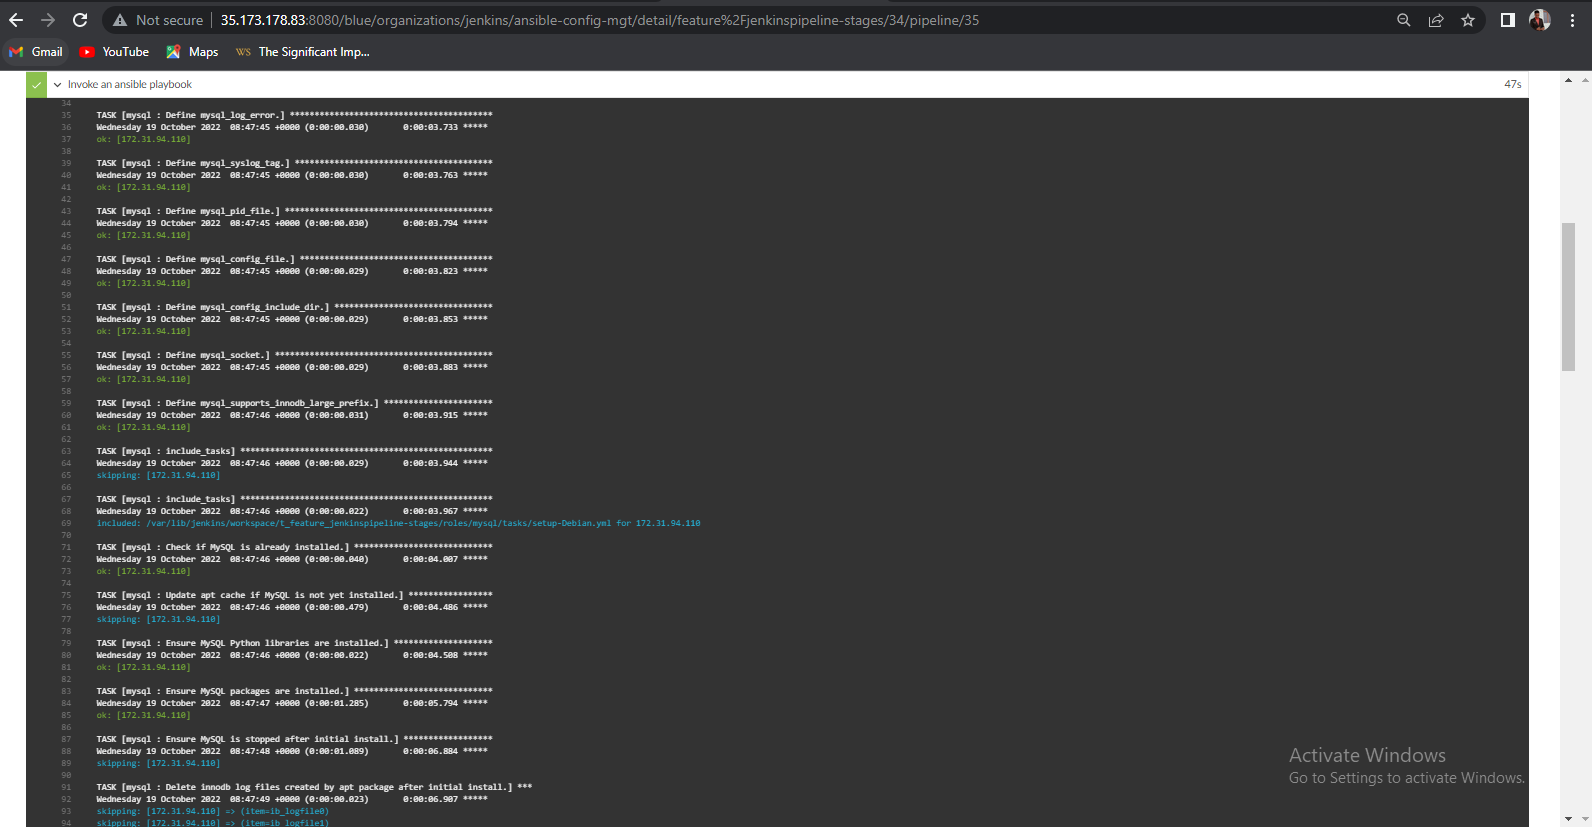 Not secure | 35.173.178.83:8080/blue/organizations/jenkins/ansible-config-mgt/detail/feature%2Fjenkinspipeline-stages/34/pipeline/35
Gmail YouTube Maps WS The Significant Imp...
Invoke an ansible playbook 47s
34
35 TASK [mysql : Define mysql_log_error.] *****************************************
36 Wednesday 19 October 2022  08:47:45 +0000 (0:00:00.030)       0:00:03.733 *****
37 ok: [172.31.94.110]
38
39 TASK [mysql : Define mysql_syslog_tag.] ****************************************
40 Wednesday 19 October 2022  08:47:45 +0000 (0:00:00.030)       0:00:03.763 *****
41 ok: [172.31.94.110]
42
43 TASK [mysql : Define mysql_pid_file.] ******************************************
44 Wednesday 19 October 2022  08:47:45 +0000 (0:00:00.030)       0:00:03.794 *****
45 ok: [172.31.94.110]
46
47 TASK [mysql : Define mysql_config_file.] ***************************************
48 Wednesday 19 October 2022  08:47:45 +0000 (0:00:00.029)       0:00:03.823 *****
49 ok: [172.31.94.110]
50
51 TASK [mysql : Define mysql_config_include_dir.] ********************************
52 Wednesday 19 October 2022  08:47:45 +0000 (0:00:00.029)       0:00:03.853 *****
53 ok: [172.31.94.110]
54
55 TASK [mysql : Define mysql_socket.] ********************************************
56 Wednesday 19 October 2022  08:47:45 +0000 (0:00:00.029)       0:00:03.883 *****
57 ok: [172.31.94.110]
58
59 TASK [mysql : Define mysql_supports_innodb_large_prefix.] **********************
60 Wednesday 19 October 2022  08:47:46 +0000 (0:00:00.031)       0:00:03.915 *****
61 ok: [172.31.94.110]
62
63 TASK [mysql : include_tasks] ***************************************************
64 Wednesday 19 October 2022  08:47:46 +0000 (0:00:00.029)       0:00:03.944 *****
65 skipping: [172.31.94.110]
66
67 TASK [mysql : include_tasks] ***************************************************
68 Wednesday 19 October 2022  08:47:46 +0000 (0:00:00.022)       0:00:03.967 *****
69 included: /var/lib/jenkins/workspace/t_feature_jenkinspipeline-stages/roles/mysql/tasks/setup-Debian.yml for 172.31.94.110
70
71 TASK [mysql : Check if MySQL is already installed.] ****************************
72 Wednesday 19 October 2022  08:47:46 +0000 (0:00:00.040)       0:00:04.007 *****
73 ok: [172.31.94.110]
74
75 TASK [mysql : Update apt cache if MySQL is not yet installed.] *****************
76 Wednesday 19 October 2022  08:47:46 +0000 (0:00:00.479)       0:00:04.486 *****
77 skipping: [172.31.94.110]
78
79 TASK [mysql : Ensure MySQL Python libraries are installed.] ********************
80 Wednesday 19 October 2022  08:47:46 +0000 (0:00:00.022)       0:00:04.508 *****
81 ok: [172.31.94.110]
82
83 TASK [mysql : Ensure MySQL packages are installed.] ****************************
84 Wednesday 19 October 2022  08:47:47 +0000 (0:00:01.285)       0:00:05.794 *****
85 ok: [172.31.94.110]
86
87 TASK [mysql : Ensure MySQL is stopped after initial install.] ******************
88 Wednesday 19 October 2022  08:47:48 +0000 (0:00:01.089)       0:00:06.884 *****
89 skipping: [172.31.94.110]
90
91 TASK [mysql : Delete innodb log files created by apt package after initial install.] ***
92 Wednesday 19 October 2022  08:47:49 +0000 (0:00:00.023)       0:00:06.907 *****
93 skipping: [172.31.94.110] => (item=ib_logfile0)
94 skipping: [172.31.94.110] => (item=ib_logfile1)
Activate Windows
Go to Settings to activate Windows.